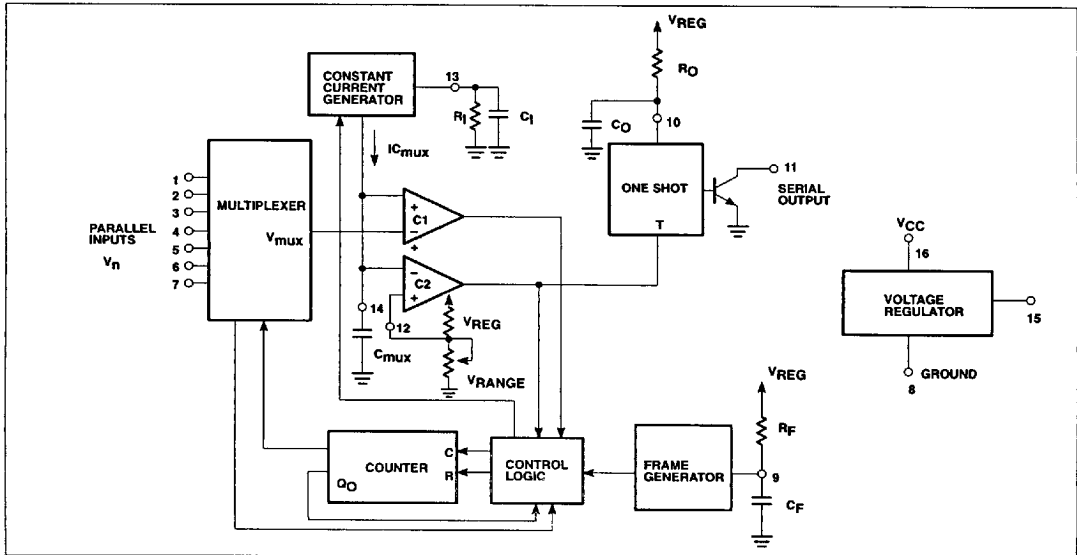 CONSTANT
CURRENT
GENERATOR
13
RI
CI
ICmux
VREG
RO
CO
10
ONE SHOT
T
11
SERIAL
OUTPUT
PARALLEL
INPUTS
Vn
1
2
3
4
5
6
7
MULTIPLEXER
Vmux
+
C1
−
+
−
C2
+
14
12
Cmux
VREG
VRANGE
VCC
16
VOLTAGE
REGULATOR
15
8
GROUND
COUNTER
QO
C
R
CONTROL
LOGIC
FRAME
GENERATOR
VREG
RF
9
CF